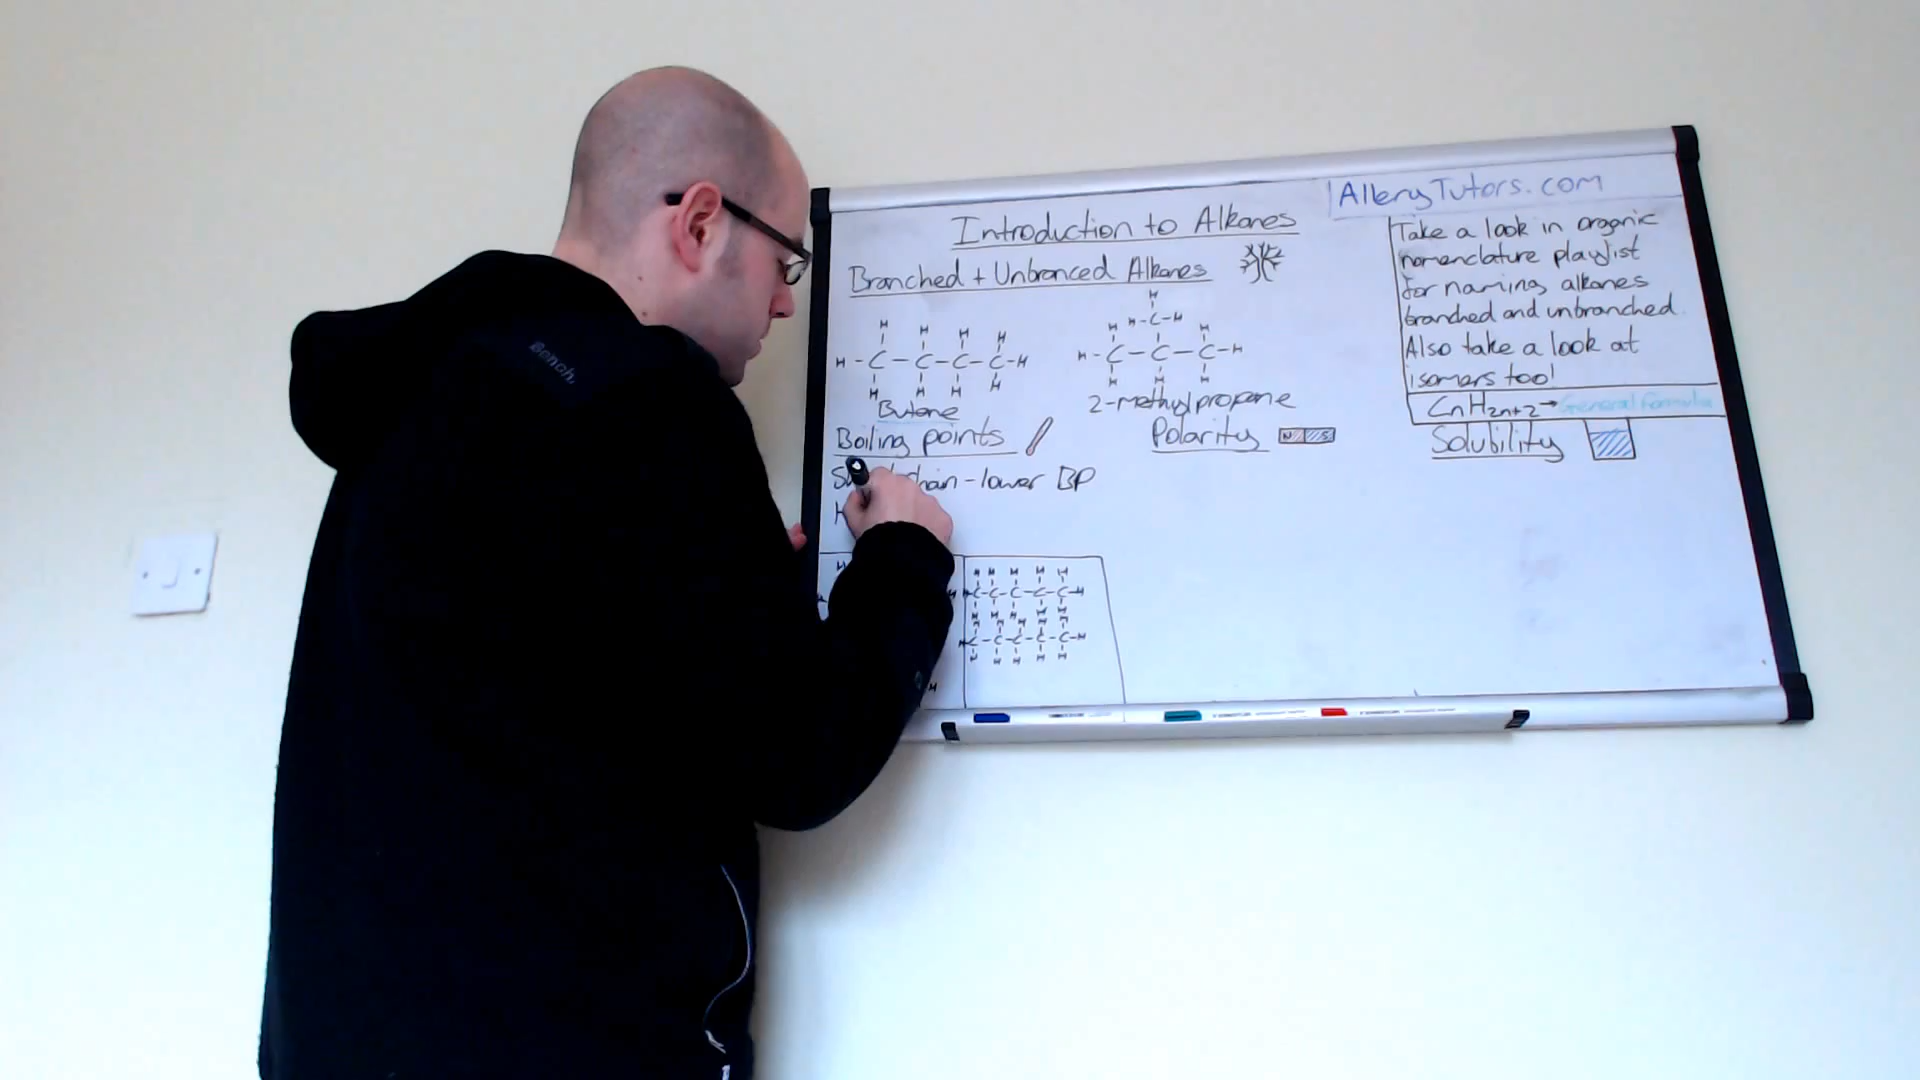 AlleryTutors.com
Introduction to Alkanes
Branched + Unbranced Alkanes
Take a look in organic
nomenclature playlist
for naming alkanes
branched and unbranched.
Also take a look at
isomers too!
CnH2n+2 → General formula
H H H H
H - C - C - C - C - H
H H H H
Butane
H
H - C - H
H H
H - C - C - C - H
H H H
2-methylpropane
Boiling points
Polarity
N S
Solubility
chain - lower BP
H
H H H H H
H - C - C - C - C - C - H
H H H H H
H H H H H
H - C - C - C - C - C - H
H H H H H
Bench.